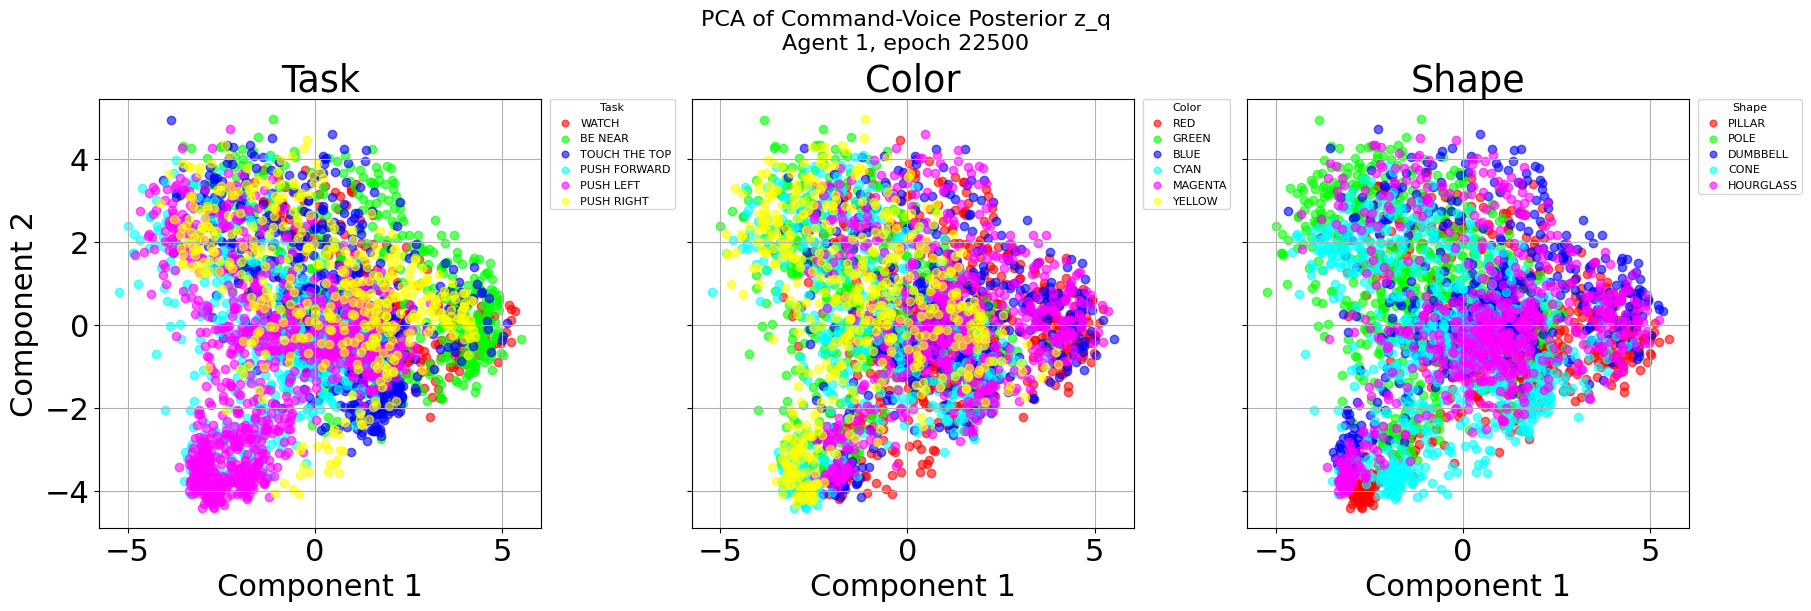 PCA of Command-Voice Posterior z_q
Agent 1, epoch 22500
Task
Component 2
4
2
0
−2
−4
−5
0
5
Component 1
Task
WATCH
BE NEAR
TOUCH THE TOP
PUSH FORWARD
PUSH LEFT
PUSH RIGHT
Color
−5
0
5
Component 1
Color
RED
GREEN
BLUE
CYAN
MAGENTA
YELLOW
Shape
−5
0
5
Component 1
Shape
PILLAR
POLE
DUMBBELL
CONE
HOURGLASS